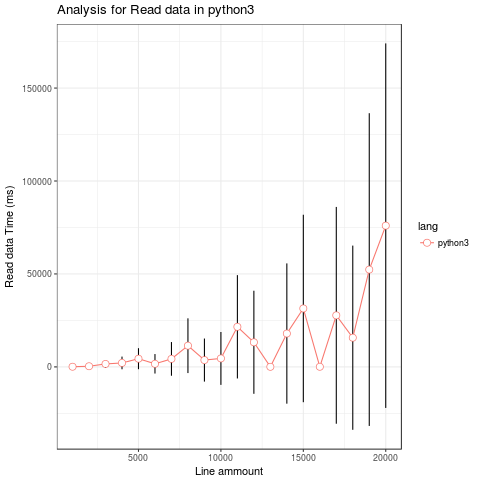 Analysis for Read data in python3
Read data Time (ms)
150000
100000
50000
0
5000
10000
15000
20000
Line ammount
lang
python3